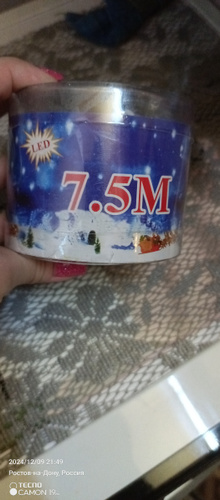 LED
7.5M
2024/12/09 21:49
Ростов-на-Дону, Россия
TECNO
CAMON 19